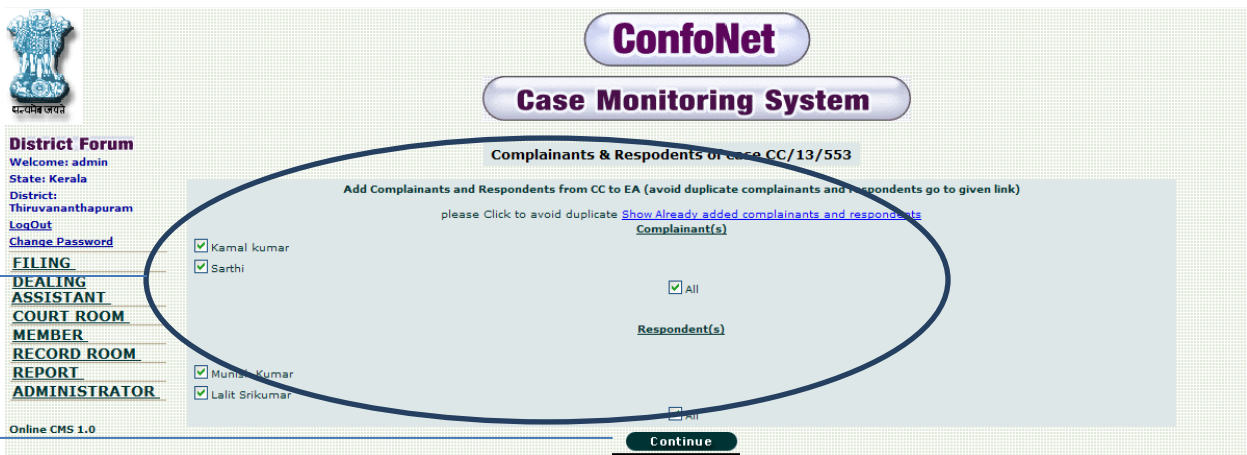 ConfoNet
Case Monitoring System
सत्यमेव जयते
District Forum
Welcome: admin
State: Kerala
District:
Thiruvananthapuram
LogOut
Change Password
FILING
DEALING
ASSISTANT
COURT ROOM
MEMBER
RECORD ROOM
REPORT
ADMINISTRATOR
Online CMS 1.0
Complainants & Respodents of case CC/13/553
Add Complainants and Respondents from CC to EA (avoid duplicate complainants and respondents go to given link)
please Click to avoid duplicate Show Already added complainants and respondents
Complainant(s)
Kamal kumar
Sarthi
All
Respondent(s)
Munish Kumar
Lalit Srikumar
All
Continue